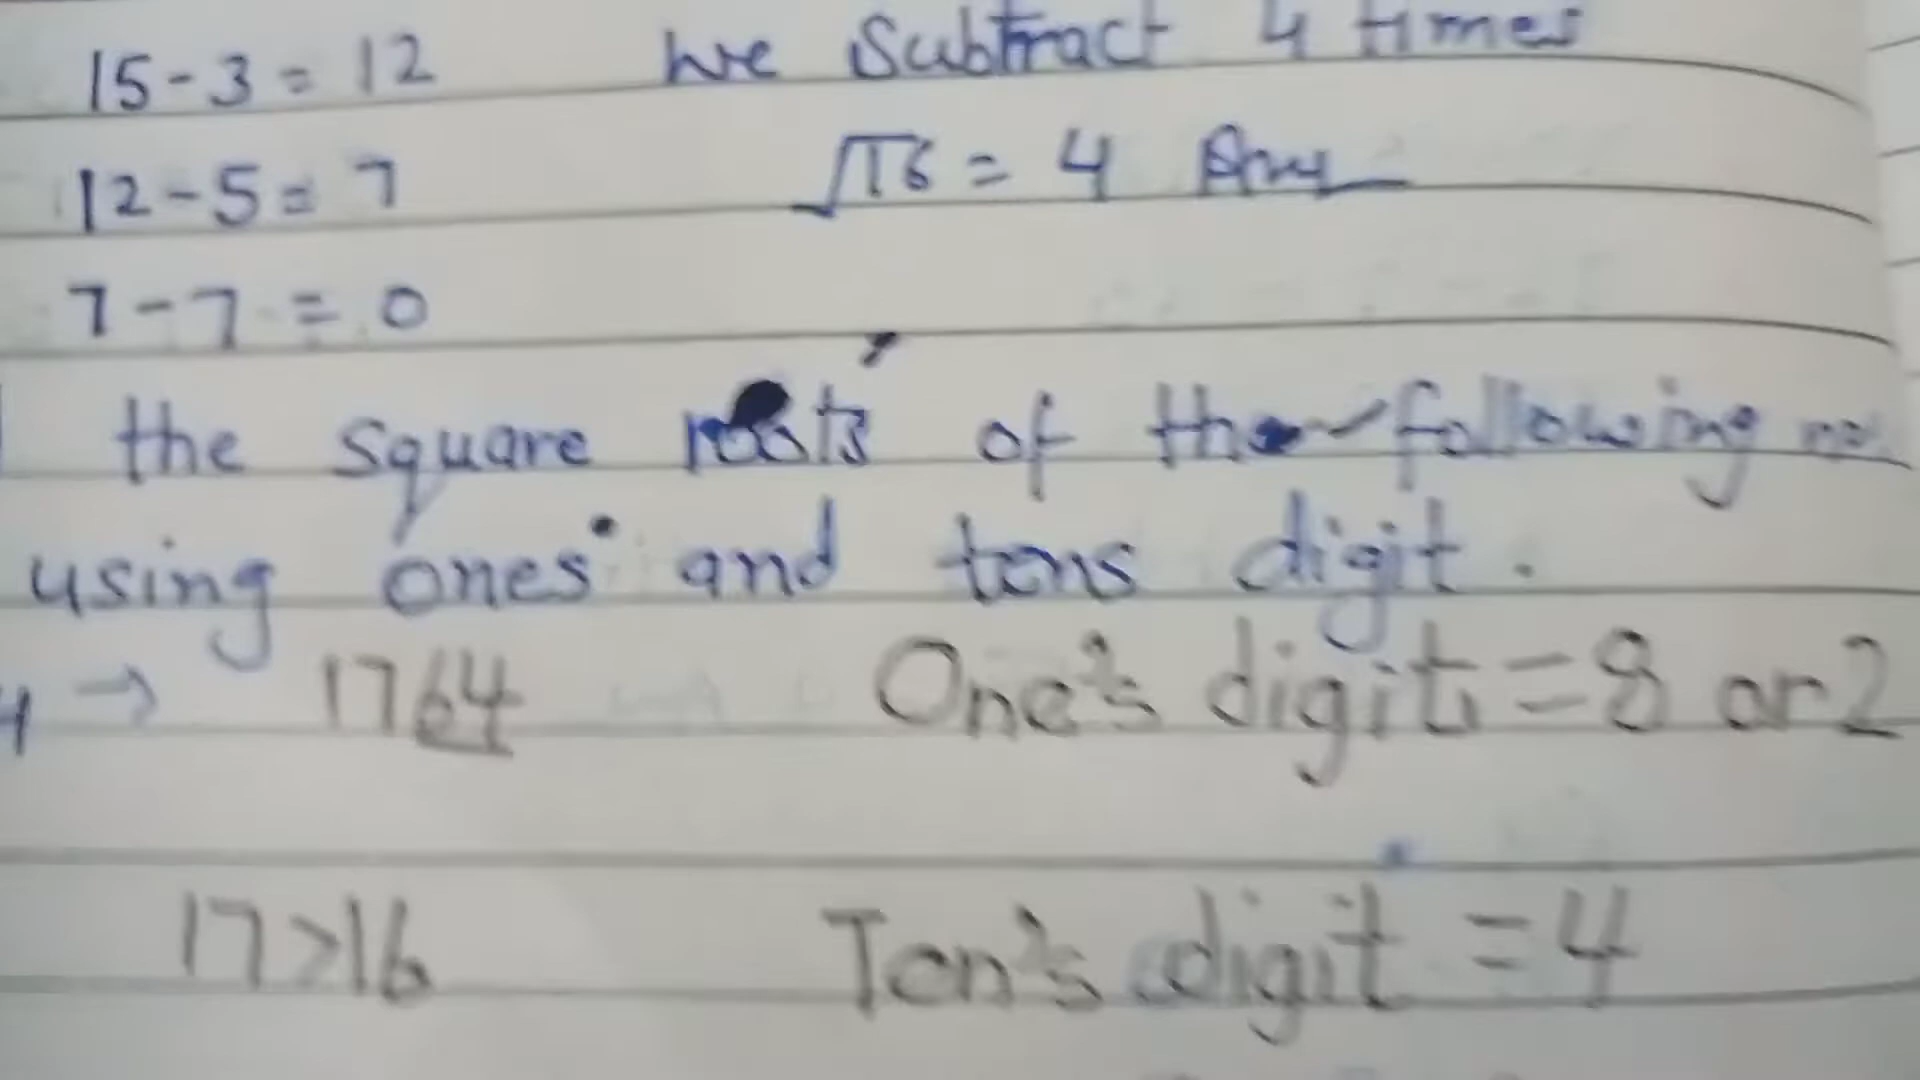 15 - 3 = 12 we Subtract 4 times
12 - 5 = 7 √16 = 4 Ans
7 - 7 = 0
the square roots of the following no.
using ones and tens digit.
4 → 1764 One's digit = 8 or 2
17 > 16 Ten's digit = 4